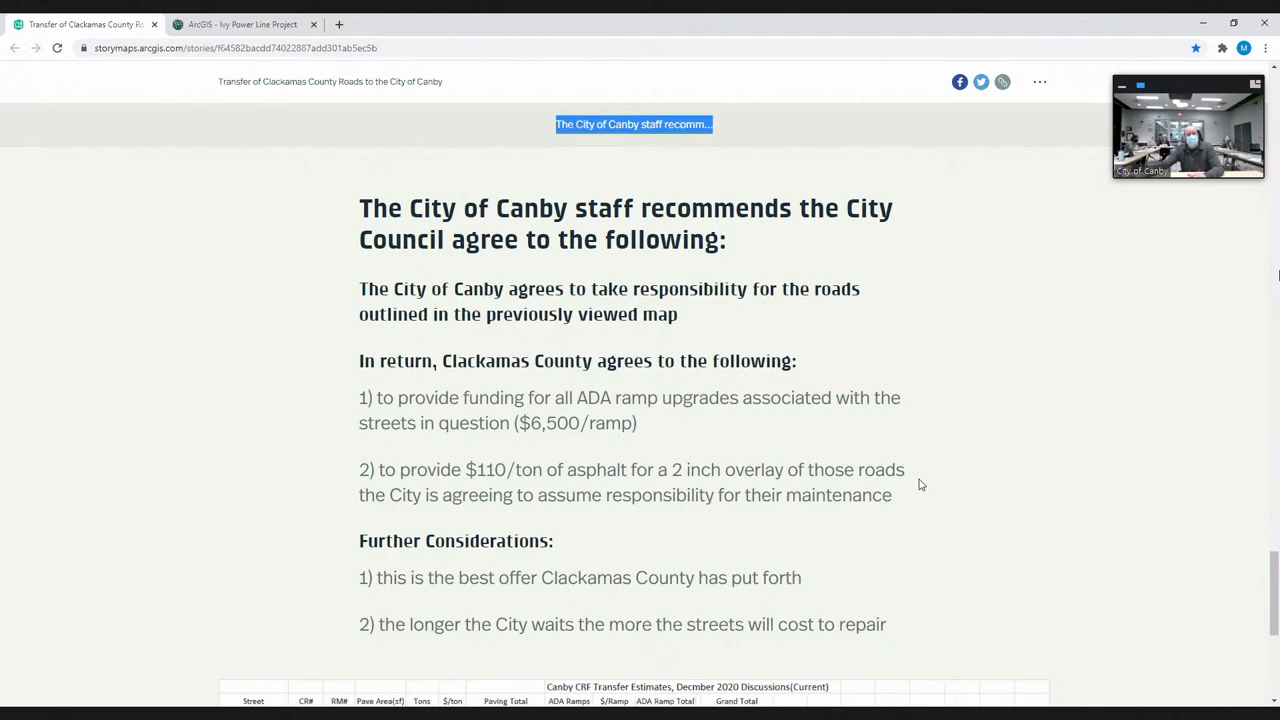 Transfer of Clackamas County Ro
ArcGIS - Ivy Power Line Project
storymaps.arcgis.com/stories/f64582bacdd74022887add301ab5ec5b
M
Transfer of Clackamas County Roads to the City of Canby
The City of Canby staff recomm...
City of Canby
The City of Canby staff recommends the City
Council agree to the following:
The City of Canby agrees to take responsibility for the roads
outlined in the previously viewed map
In return, Clackamas County agrees to the following:
1) to provide funding for all ADA ramp upgrades associated with the
streets in question ($6,500/ramp)
2) to provide $110/ton of asphalt for a 2 inch overlay of those roads
the City is agreeing to assume responsibility for their maintenance
Further Considerations:
1) this is the best offer Clackamas County has put forth
2) the longer the City waits the more the streets will cost to repair
Canby CRF Transfer Estimates, Decmber 2020 Discussions(Current)
Street CR# RM# Pave Area(sf) Tons $/ton Paving Total ADA Ramps $/Ramp ADA Ramp Total Grand Total